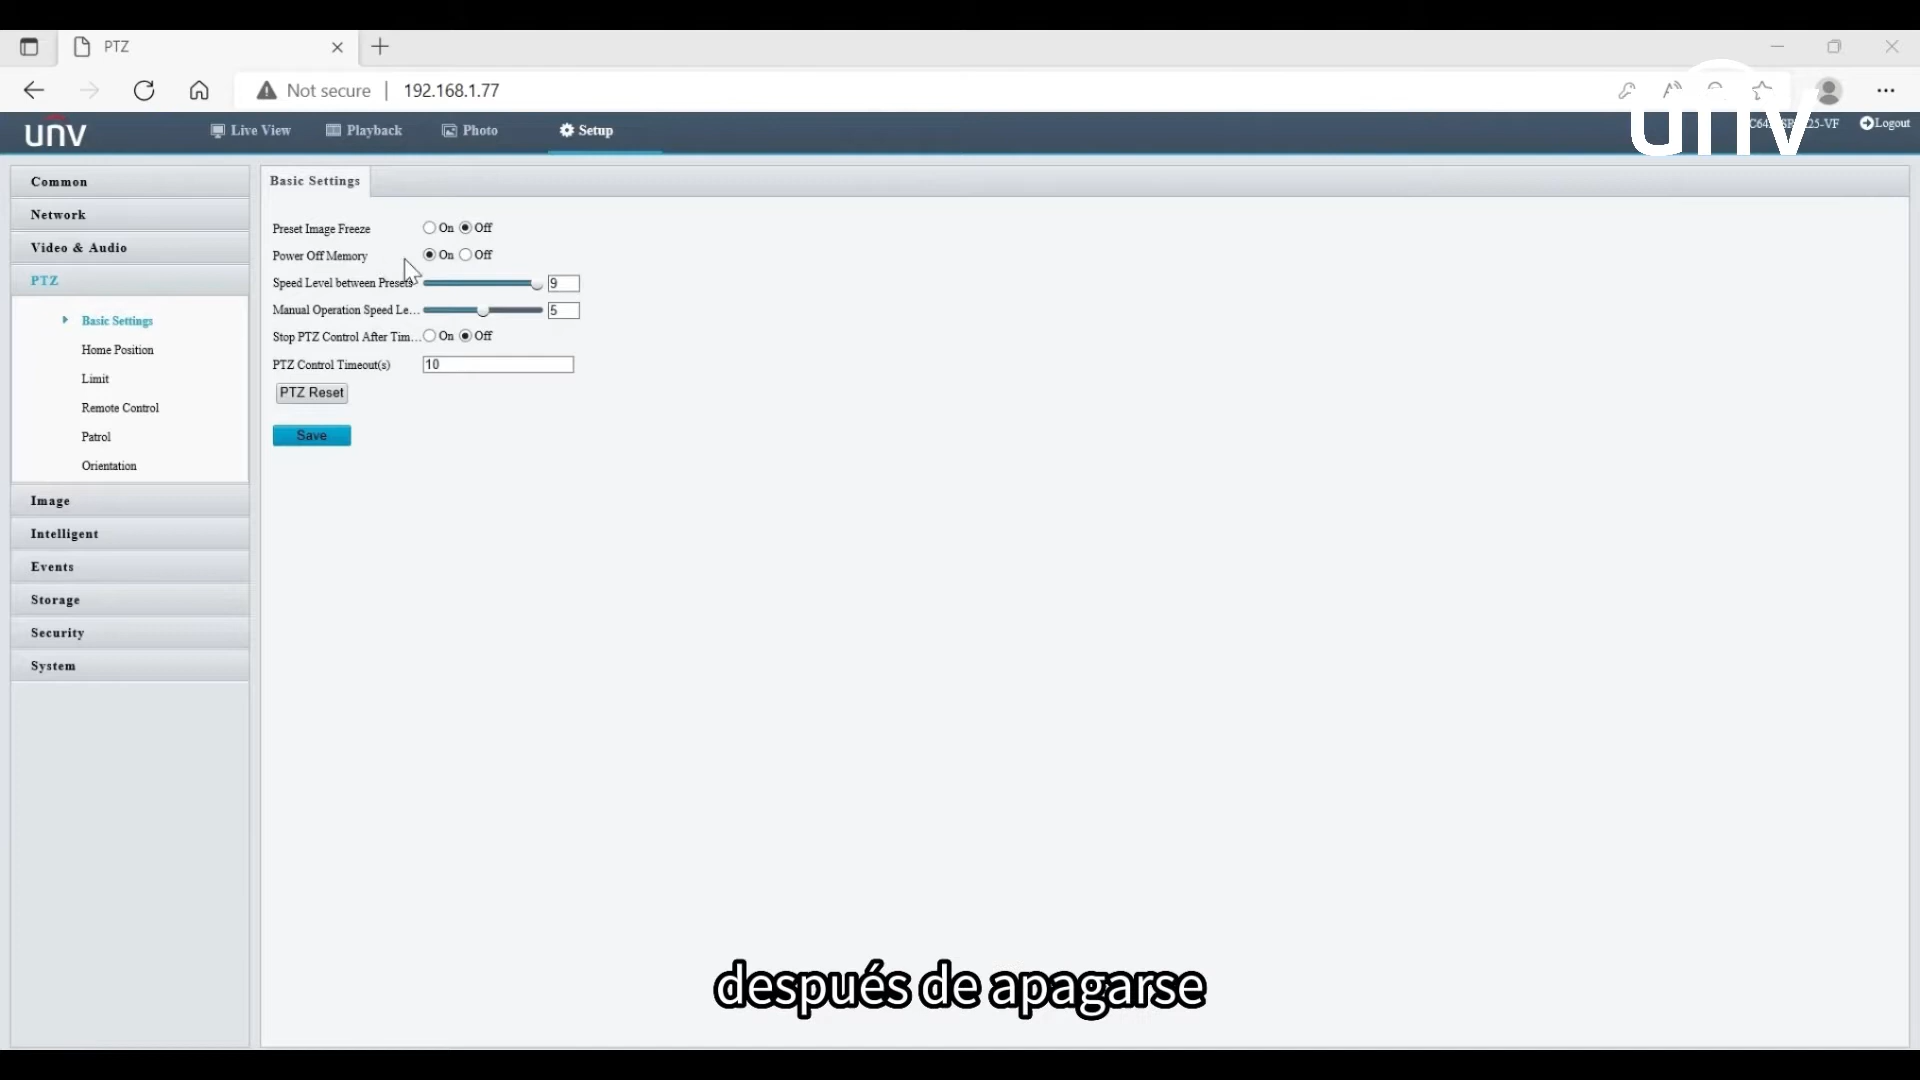 PTZ
Not secure | 192.168.1.77
unv
Live View
Playback
Photo
Setup
unv
Logout
Common
Network
Video & Audio
PTZ
Basic Settings
Home Position
Limit
Remote Control
Patrol
Orientation
Image
Intelligent
Events
Storage
Security
System
Basic Settings
Preset Image Freeze On Off
Power Off Memory On Off
Speed Level between Presets 9
Manual Operation Speed Le... 5
Stop PTZ Control After Tim... On Off
PTZ Control Timeout(s) 10
PTZ Reset
Save
después de apagarse